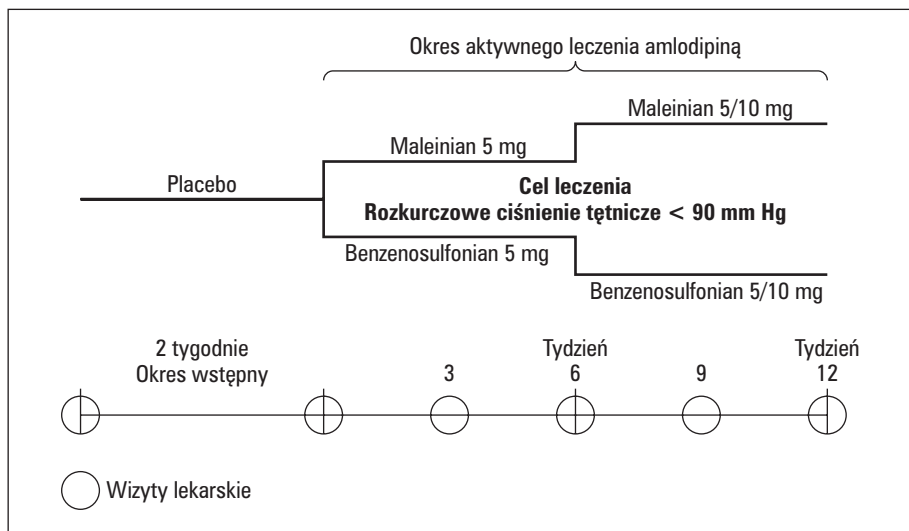 Okres aktywnego leczenia amlodipiną
Maleinian 5/10 mg
Maleinian 5 mg
Placebo
Cel leczenia
Rozkurczowe ciśnienie tętnicze < 90 mm Hg
Benzenosulfonian 5 mg
Benzenosulfonian 5/10 mg
2 tygodnie
Okres wstępny
3
Tydzień
6
9
Tydzień
12
Wizyty lekarskie